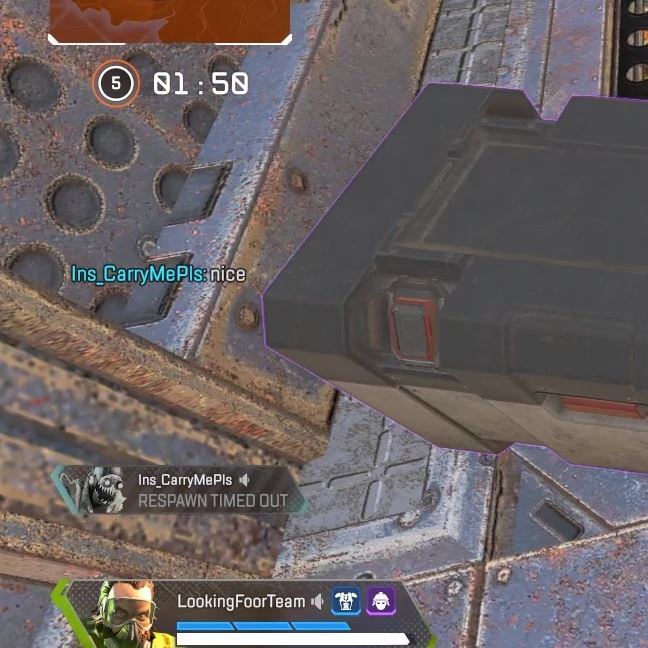 5 01:50
Ins_CarryMePls: nice
Ins_CarryMePls
RESPAWN TIMED OUT
LookingFoorTeam